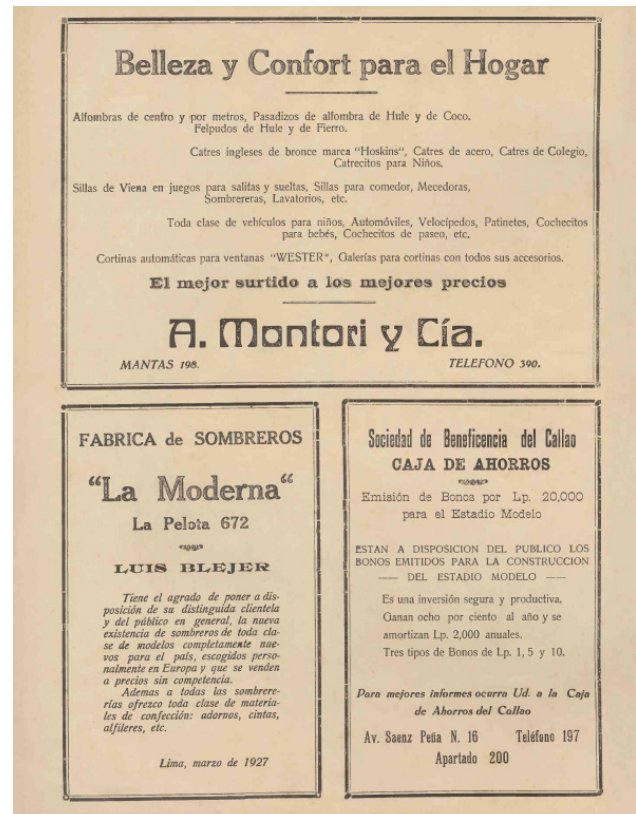 Belleza y Confort para el Hogar
Alfombras de centro y por metros, Pasadizos de alfombra de Hule y de Coco.
Felpudos de Hule y de Fierro.
Catres ingleses de bronce marca "Hoskins", Catres de acero, Catres de Colegio,
Catrecitos para Niños.
Sillas de Viena en juegos para salitas y sueltas, Sillas para comedor, Mecedoras,
Sombrereras, Lavatorios, etc.
Toda clase de vehículos para niños, Automóviles, Velocípedos, Patinetes, Cochecitos
para bebés, Cochecitos de paseo, etc.
Cortinas automáticas para ventanas "WESTER", Galerías para cortinas con todos sus accesorios.
El mejor surtido a los mejores precios
A. Montori y Cía.
MANTAS 198. TELEFONO 390.
FABRICA de SOMBREROS
"La Moderna"
La Pelota 672
LUIS BLEJER
Tiene el agrado de poner a dis-
posición de su distinguida clientela
y del público en general, la nueva
existencia de sombreros de toda cla-
se de modelos completamente nue-
vos para el país, escogidos perso-
nalmente en Europa y que se venden
a precios sin competencia.
Ademas a todas las sombrere-
rías ofrezco toda clase de materia-
les de confección: adornos, cintas,
alfileres, etc.
Lima, marzo de 1927
Sociedad de Beneficencia del Callao
CAJA DE AHORROS
Emisión de Bonos por Lp. 20,000
para el Estadio Modelo
ESTAN A DISPOSICION DEL PUBLICO LOS
BONOS EMITIDOS PARA LA CONSTRUCCION
DEL ESTADIO MODELO
Es una inversión segura y productiva.
Ganan ocho por ciento al año y se
amortizan Lp. 2,000 anuales.
Tres tipos de Bonos de Lp. 1, 5 y 10.
Para mejores informes ocurra Ud. a la Caja
de Ahorros del Callao
Av. Saenz Peña N. 16 Teléfono 197
Apartado 200